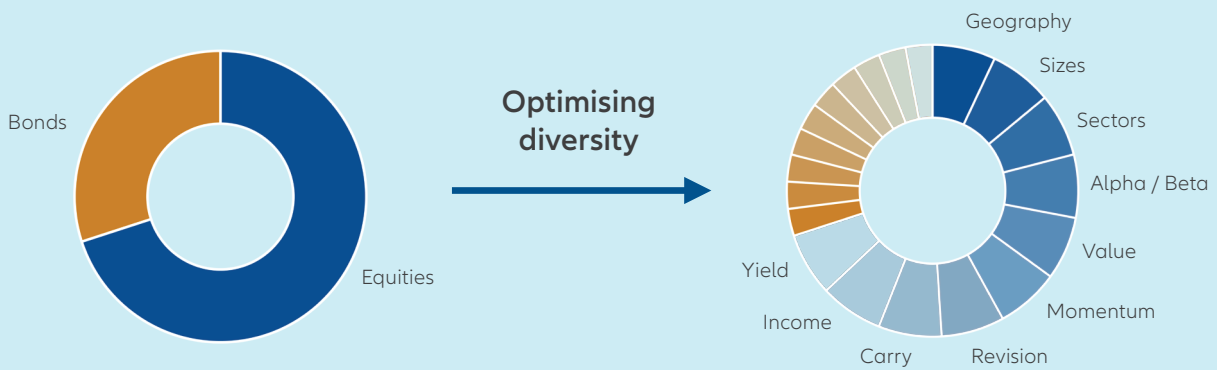 Bonds
Equities
Optimising
diversity
Geography
Sizes
Sectors
Alpha / Beta
Value
Momentum
Revision
Carry
Income
Yield